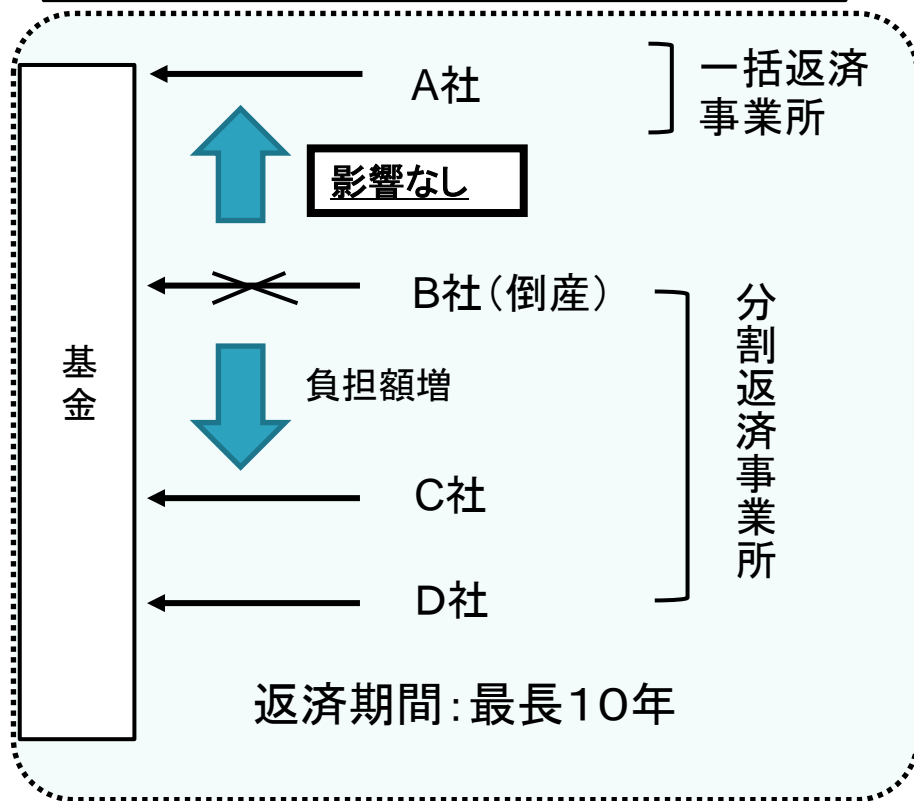 A社
一括返済
事業所
影響なし
B社(倒産)
基金
負担額増
分割返済事業所
C社
D社
返済期間:最長10年